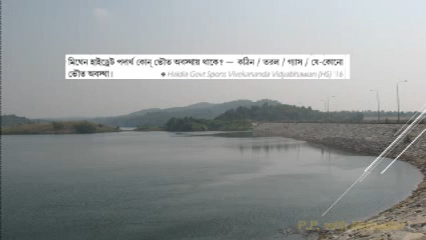 মিথেন হাইড্রেট পদার্থ কোন্ ভৌত অবস্থায় থাকে? — কঠিন / তরল / গ্যাস / যে-কোনো
ভৌত অবস্থা। ◆ Haldia Govt Spons Vivekananda Vidyabhawan (HS) '16